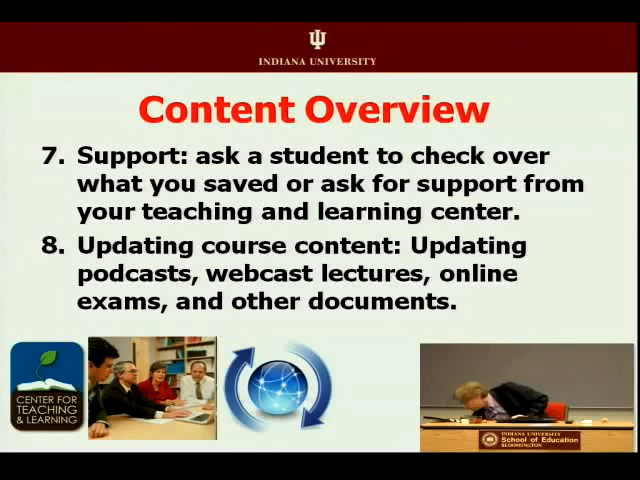 INDIANA UNIVERSITY
Content Overview
7. Support: ask a student to check over
what you saved or ask for support from
your teaching and learning center.
8. Updating course content: Updating
podcasts, webcast lectures, online
exams, and other documents.
CENTER FOR
TEACHING
& LEARNING
INDIANA UNIVERSITY
School of Education
BLOOMINGTON